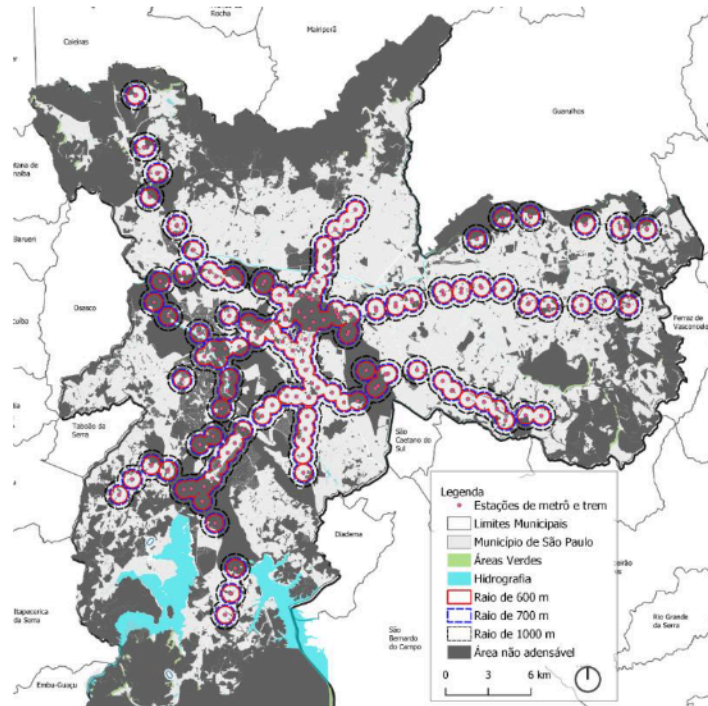 da Rocha
Caieiras
Mairiporã
Guarulhos
Barueri
Osasco
Ferraz de
Vasconcelo
Taboão da
Serra
São
Caetano do
Sul
Diadema
Itapecerica
da Serra
São
Bernardo
do Campo
Rio Grande
da Serra
Embu-Guaçu
Legenda
Estações de metrô e trem
Limites Municipais
Município de São Paulo
Áreas Verdes
Hidrografia
Raio de 600 m
Raio de 700 m
Raio de 1000 m
Área não adensável
0 3 6 km